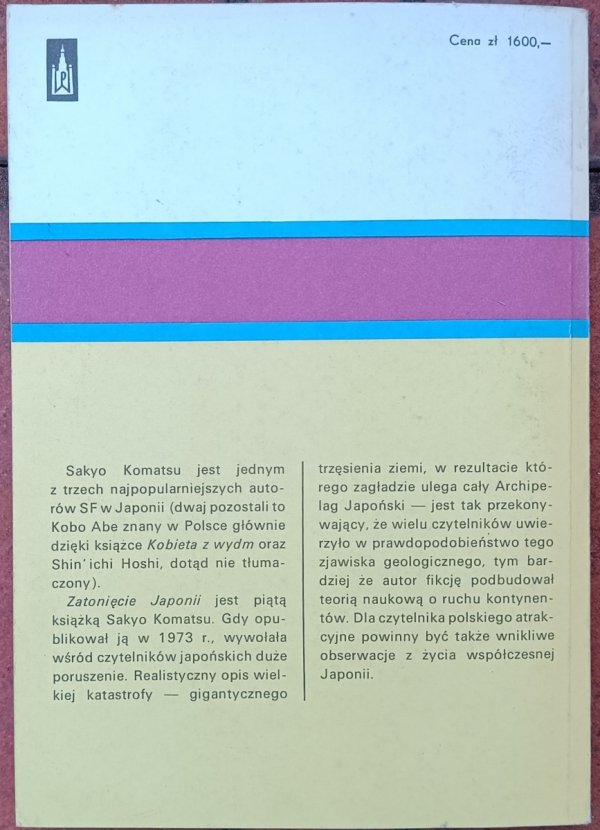 Cena zł 1600,—
Sakyo Komatsu jest jednym
z trzech najpopularniejszych auto-
rów SF w Japonii (dwaj pozostali to
Kobo Abe znany w Polsce głównie
dzięki książce Kobieta z wydm oraz
Shin'ichi Hoshi, dotąd nie tłuma-
czony).
Zatonięcie Japonii jest piątą
książką Sakyo Komatsu. Gdy opu-
blikował ją w 1973 r., wywołała
wśród czytelników japońskich duże
poruszenie. Realistyczny opis wiel-
kiej katastrofy — gigantycznego
trzęsienia ziemi, w rezultacie któ-
rego zagładzie ulega cały Archipe-
lag Japoński — jest tak przekony-
wający, że wielu czytelników uwie-
rzyło w prawdopodobieństwo tego
zjawiska geologicznego, tym bar-
dziej że autor fikcję podbudował
teorią naukową o ruchu kontynen-
tów. Dla czytelnika polskiego atrak-
cyjne powinny być także wnikliwe
obserwacje z życia współczesnej
Japonii.